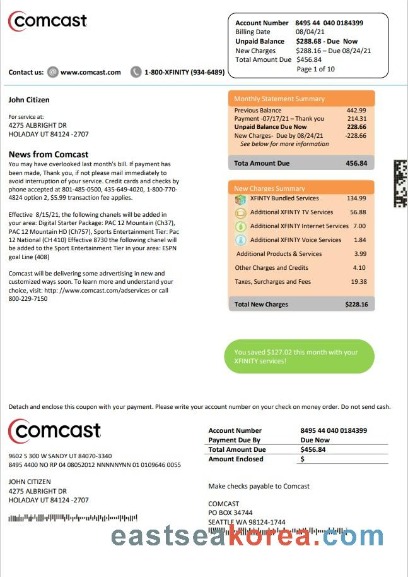 comcast
Account Number 8495 44 040 0184399
Billing Date 08/04/21
Unpaid Balance $288.68 - Due Now
New Charges $288.16 – Due 08/24/21
Total Amount Due $456.84
Page 1 of 10
Contact us: www.comcast.com 1-800-XFINITY (934-6489)
John Citizen
For service at:
4275 ALBRIGHT DR
HOLADAY UT 84124 -2707
News from Comcast
You may have overlooked last month's bill. If payment has
been made, Thank you, if not please mail immediately to
avoid interruption of your service. Credit cards and checks by
phone accepted at 801-485-0500, 435-649-4020, 1-800-770-
4824 option 2, $5.99 transaction fee applies.
Effective 8/15/21, the following channels will be added in
your area: Digital Starter Package: PAC 12 Mountain (Ch37),
PAC 12 Mountain HD (Ch757), Sports Entertainment Tier: Pac
12 National (CH 410) Effective 8730 the following chanel will
be added to the Sport Entertainment Tier in your area: ESPN
goal Line (408)
Comcast will be delivering some advertising in new and
customized ways soon. To learn more and understand your
choice, visit: http: //www.comcast.com/adservices or call
800-229-7150
Monthly Statement Summary
Previous Balance 442.99
Payment -07/17/21 – Thank you 214.31
Unpaid Balance Due Now 228.66
New Charges- Due by 08/24/21 -228.66
See below for more information
Total Amount Due 456.84
New Charges Summary
XFINITY Bundled Services 134.99
Additional XFINITY TV Services 56.88
Additional XFINITY Internet Services 7.00
Additional XFINITY Voice Services 1.84
Additional Products & Services 3.99
Other Charges and Credits 4.10
Taxes, Surcharges and Fees 19.38
Total New Charges $228.16
You saved $127.02 this month with your
XFINITY services!
Detach and enclose this coupon with your payment. Please write your account number on your check on money order. Do not send cash.
comcast
9602 S 300 W SANDY UT 84070-3340
8495 4400 NO RP 04 08052012 NNNNNYNN 01 0109646 0055
JOHN CITIZEN
4275 ALBRIGHT DR
HOLADAY UT 84124 -2707
Account Number 8495 44 040 0184399
Payment Due By Due Now
Total Amount Due $456.84
Amount Enclosed $
Make checks payable to Comcast
COMCAST
PO BOX 34744
SEATTLE WA 98124-1744
eastseakorea.com